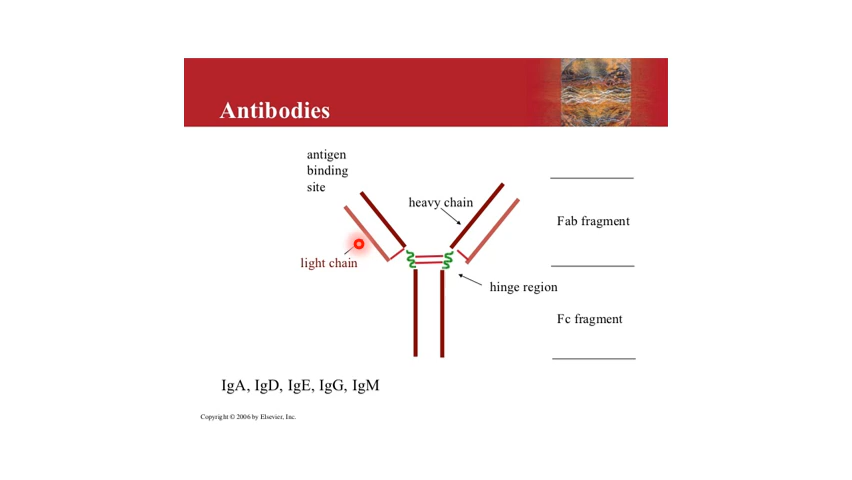 Antibodies
antigen
binding
site
heavy chain
Fab fragment
light chain
hinge region
Fc fragment
IgA, IgD, IgE, IgG, IgM
Copyright © 2006 by Elsevier, Inc.